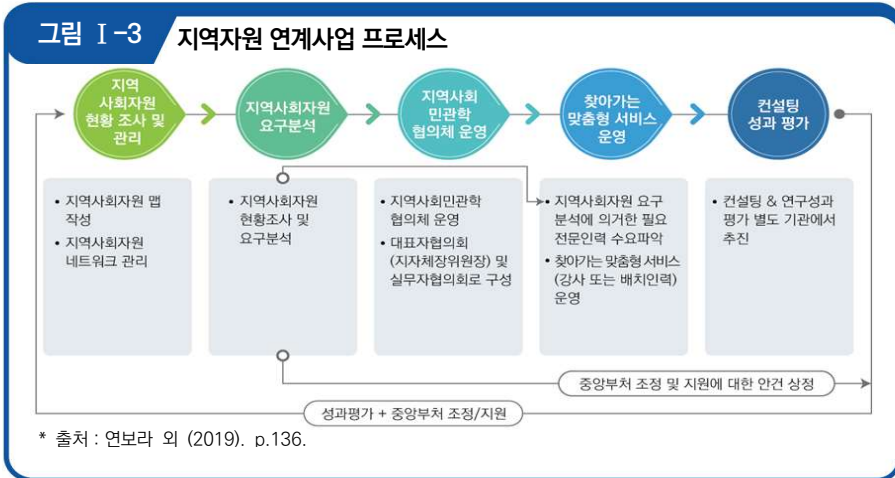 그림 Ⅰ-3
지역자원 연계사업 프로세스
지역
사회자원
현황 조사 및
관리
지역사회자원
요구분석
지역사회
민관학
협의체 운영
찾아가는
맞춤형 서비스
운영
컨설팅
성과 평가
• 지역사회자원 맵
작성
• 지역사회자원
네트워크 관리
• 지역사회자원
현황조사 및
요구분석
• 지역사회민관학
협의체 운영
• 대표자협의회
(지자체장위원장) 및
실무자협의회로 구성
• 지역사회자원 요구
분석에 의거한 필요
전문인력 수요파악
• 찾아가는 맞춤형 서비스
(강사 또는 배치인력)
운영
• 컨설팅 & 연구성과
평가 별도 기관에서
추진
중앙부처 조정 및 지원에 대한 안건 상정
성과평가 + 중앙부처 조정/지원
* 출처 : 연보라 외 (2019). p.136.